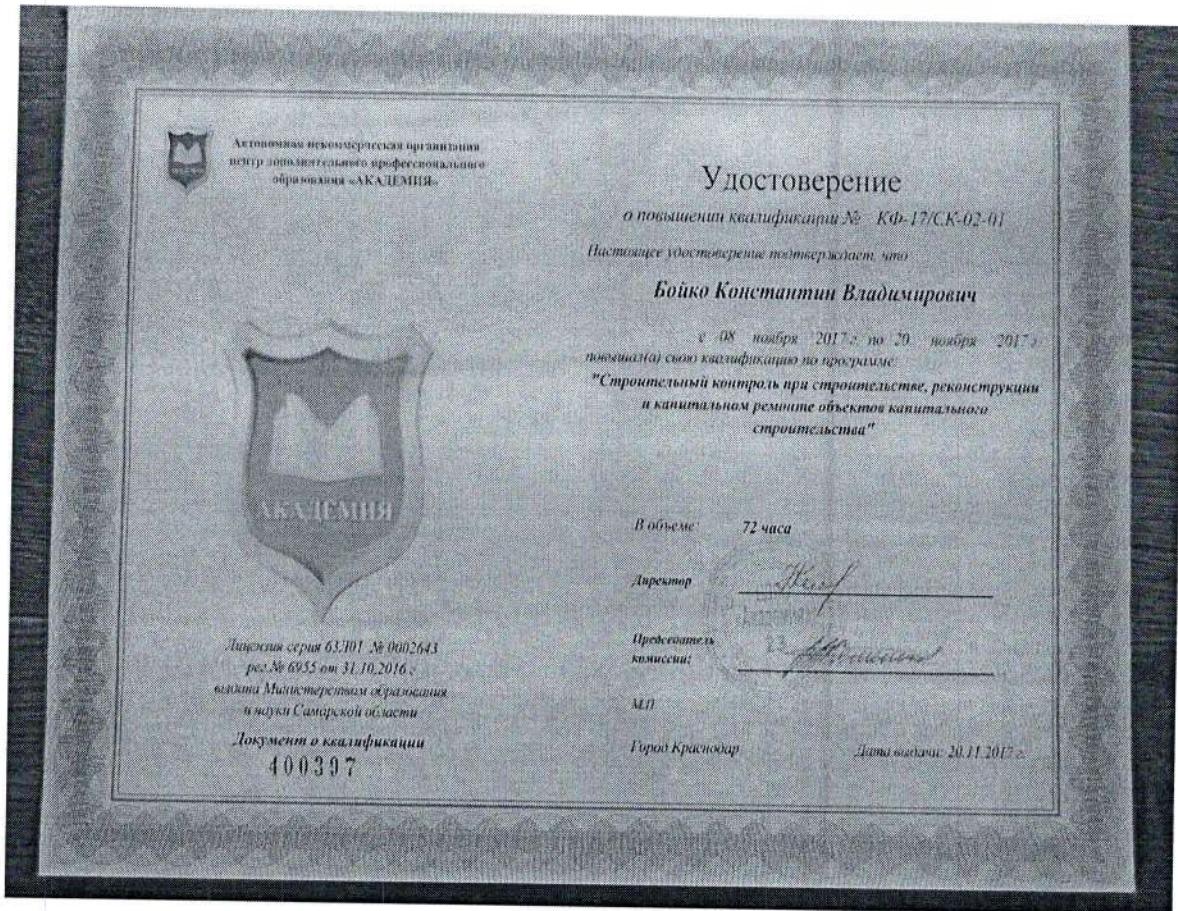 Автономная некоммерческая организация
центр дополнительного профессионального
образования «АКАДЕМИЯ»
АКАДЕМИЯ
Лицензия серия 63Л01 № 0002643
рег.№ 6955 от 31.10.2016 г.
выдана Министерством образования
и науки Самарской области
Документ о квалификации
400397
Удостоверение
о повышении квалификации № КФ-17/СК-02-01
Настоящее удостоверение подтверждает, что
Бойко Константин Владимирович
с 08 ноября 2017 г. по 20 ноября 2017 г.
повышал(а) свою квалификацию по программе:
"Строительный контроль при строительстве, реконструкции
и капитальном ремонте объектов капитального
строительства"
В объеме: 72 часа
Директор
Председатель
комиссии:
М.П.
Город Краснодар Дата выдачи: 20.11.2017 г.